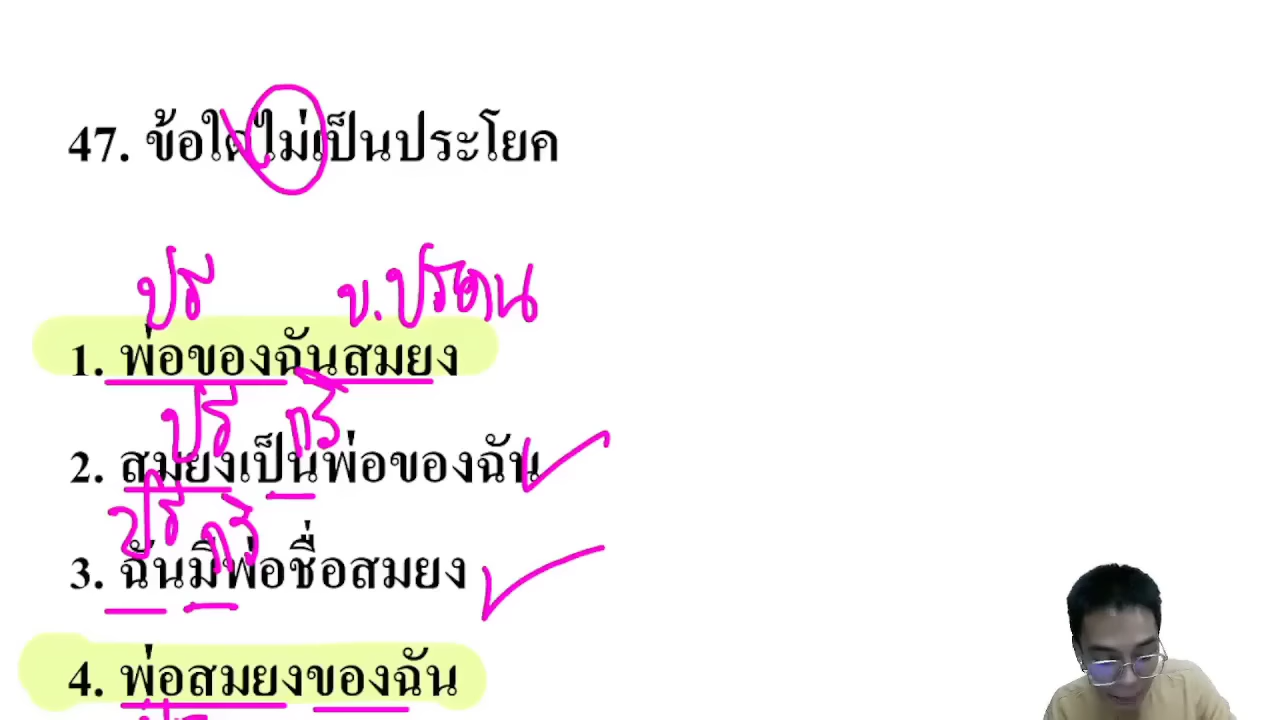 47. ข้อใดไม่เป็นประโยค
ปธ ข.ประธาน
1. พ่อของฉันสมยง
ปธ กริ
2. สมยงเป็นพ่อของฉัน
ปธ กริ
3. ฉันมีพ่อชื่อสมยง
4. พ่อสมยงของฉัน